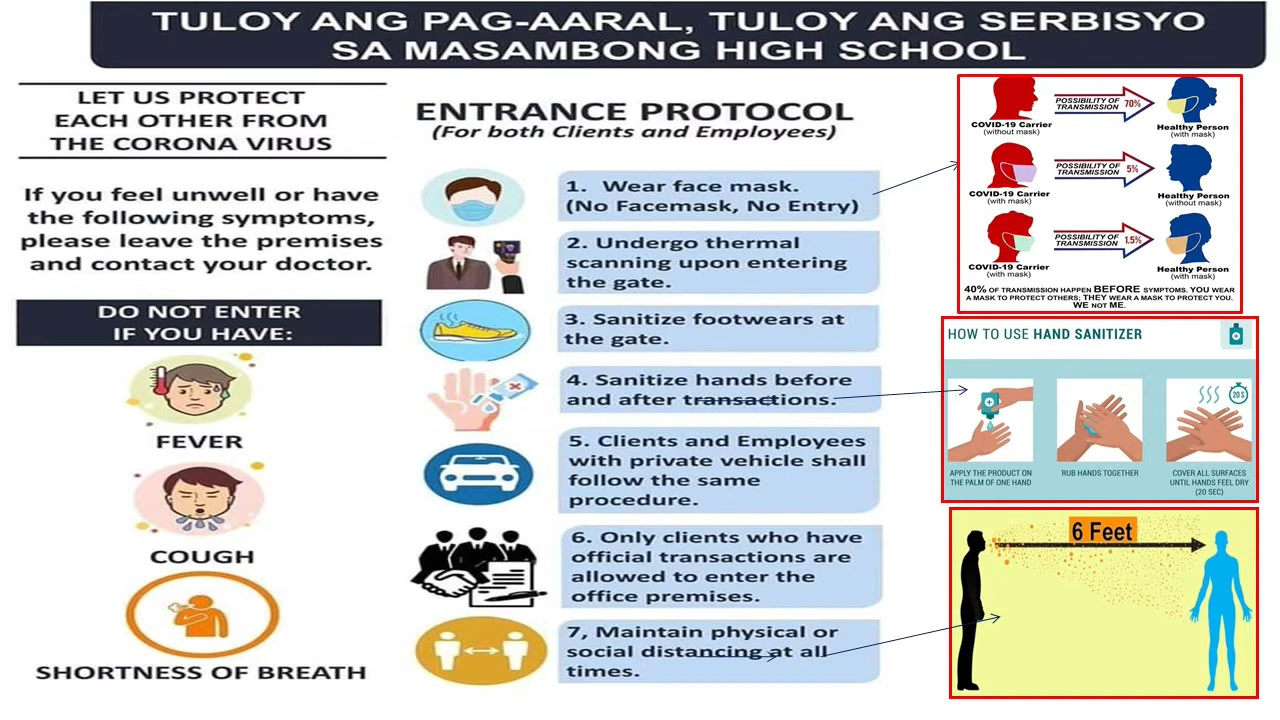 TULOY ANG PAG-AARAL, TULOY ANG SERBISYO
SA MASAMBONG HIGH SCHOOL
LET US PROTECT
EACH OTHER FROM
THE CORONA VIRUS
If you feel unwell or have
the following symptoms,
please leave the premises
and contact your doctor.
DO NOT ENTER
IF YOU HAVE:
FEVER
COUGH
SHORTNESS OF BREATH
ENTRANCE PROTOCOL
(For both Clients and Employees)
1. Wear face mask.
(No Facemask, No Entry)
2. Undergo thermal
scanning upon entering
the gate.
3. Sanitize footwears at
the gate.
4. Sanitize hands before
and after transactions.
5. Clients and Employees
with private vehicle shall
follow the same
procedure.
6. Only clients who have
official transactions are
allowed to enter the
office premises.
7, Maintain physical or
social distancing at all
times.
POSSIBILITY OF
TRANSMISSION 70%
COVID-19 Carrier
(without mask)
Healthy Person
(with mask)
POSSIBILITY OF
TRANSMISSION 5%
COVID-19 Carrier
(with mask)
Healthy Person
(without mask)
POSSIBILITY OF
TRANSMISSION 1.5%
COVID-19 Carrier
(with mask)
Healthy Person
(with mask)
40% OF TRANSMISSION HAPPEN BEFORE SYMPTOMS. YOU WEAR
A MASK TO PROTECT OTHERS; THEY WEAR A MASK TO PROTECT YOU.
WE NOT ME.
HOW TO USE HAND SANITIZER
20 S
APPLY THE PRODUCT ON
THE PALM OF ONE HAND
RUB HANDS TOGETHER
COVER ALL SURFACES
UNTIL HANDS FEEL DRY
(20 SEC)
6 Feet